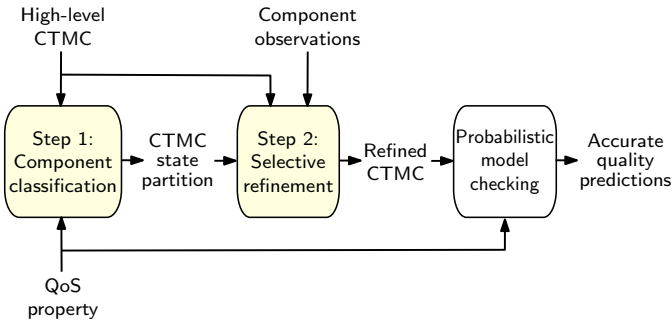 High-level
CTMC
Component
observations
Step 1:
Component
classification
CTMC
state
partition
Step 2:
Selective
refinement
Refined
CTMC
Probabilistic
model
checking
Accurate
quality
predictions
QoS
property